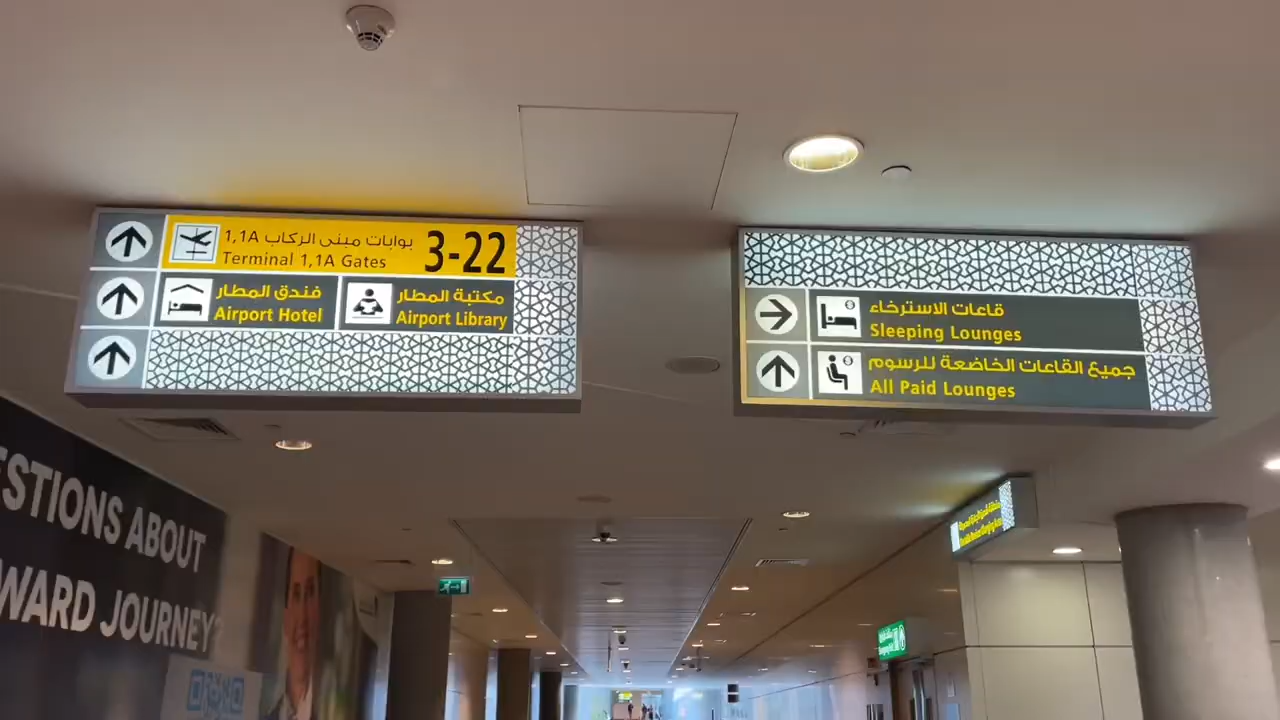 بوابات مبنى الركاب 1,1A
Terminal 1,1A Gates
3-22
فندق المطار
Airport Hotel
مكتبة المطار
Airport Library
قاعات الاسترخاء
Sleeping Lounges
جميع القاعات الخاضعة للرسوم
All Paid Lounges
ESTIONS ABOUT
WARD JOURNEY?